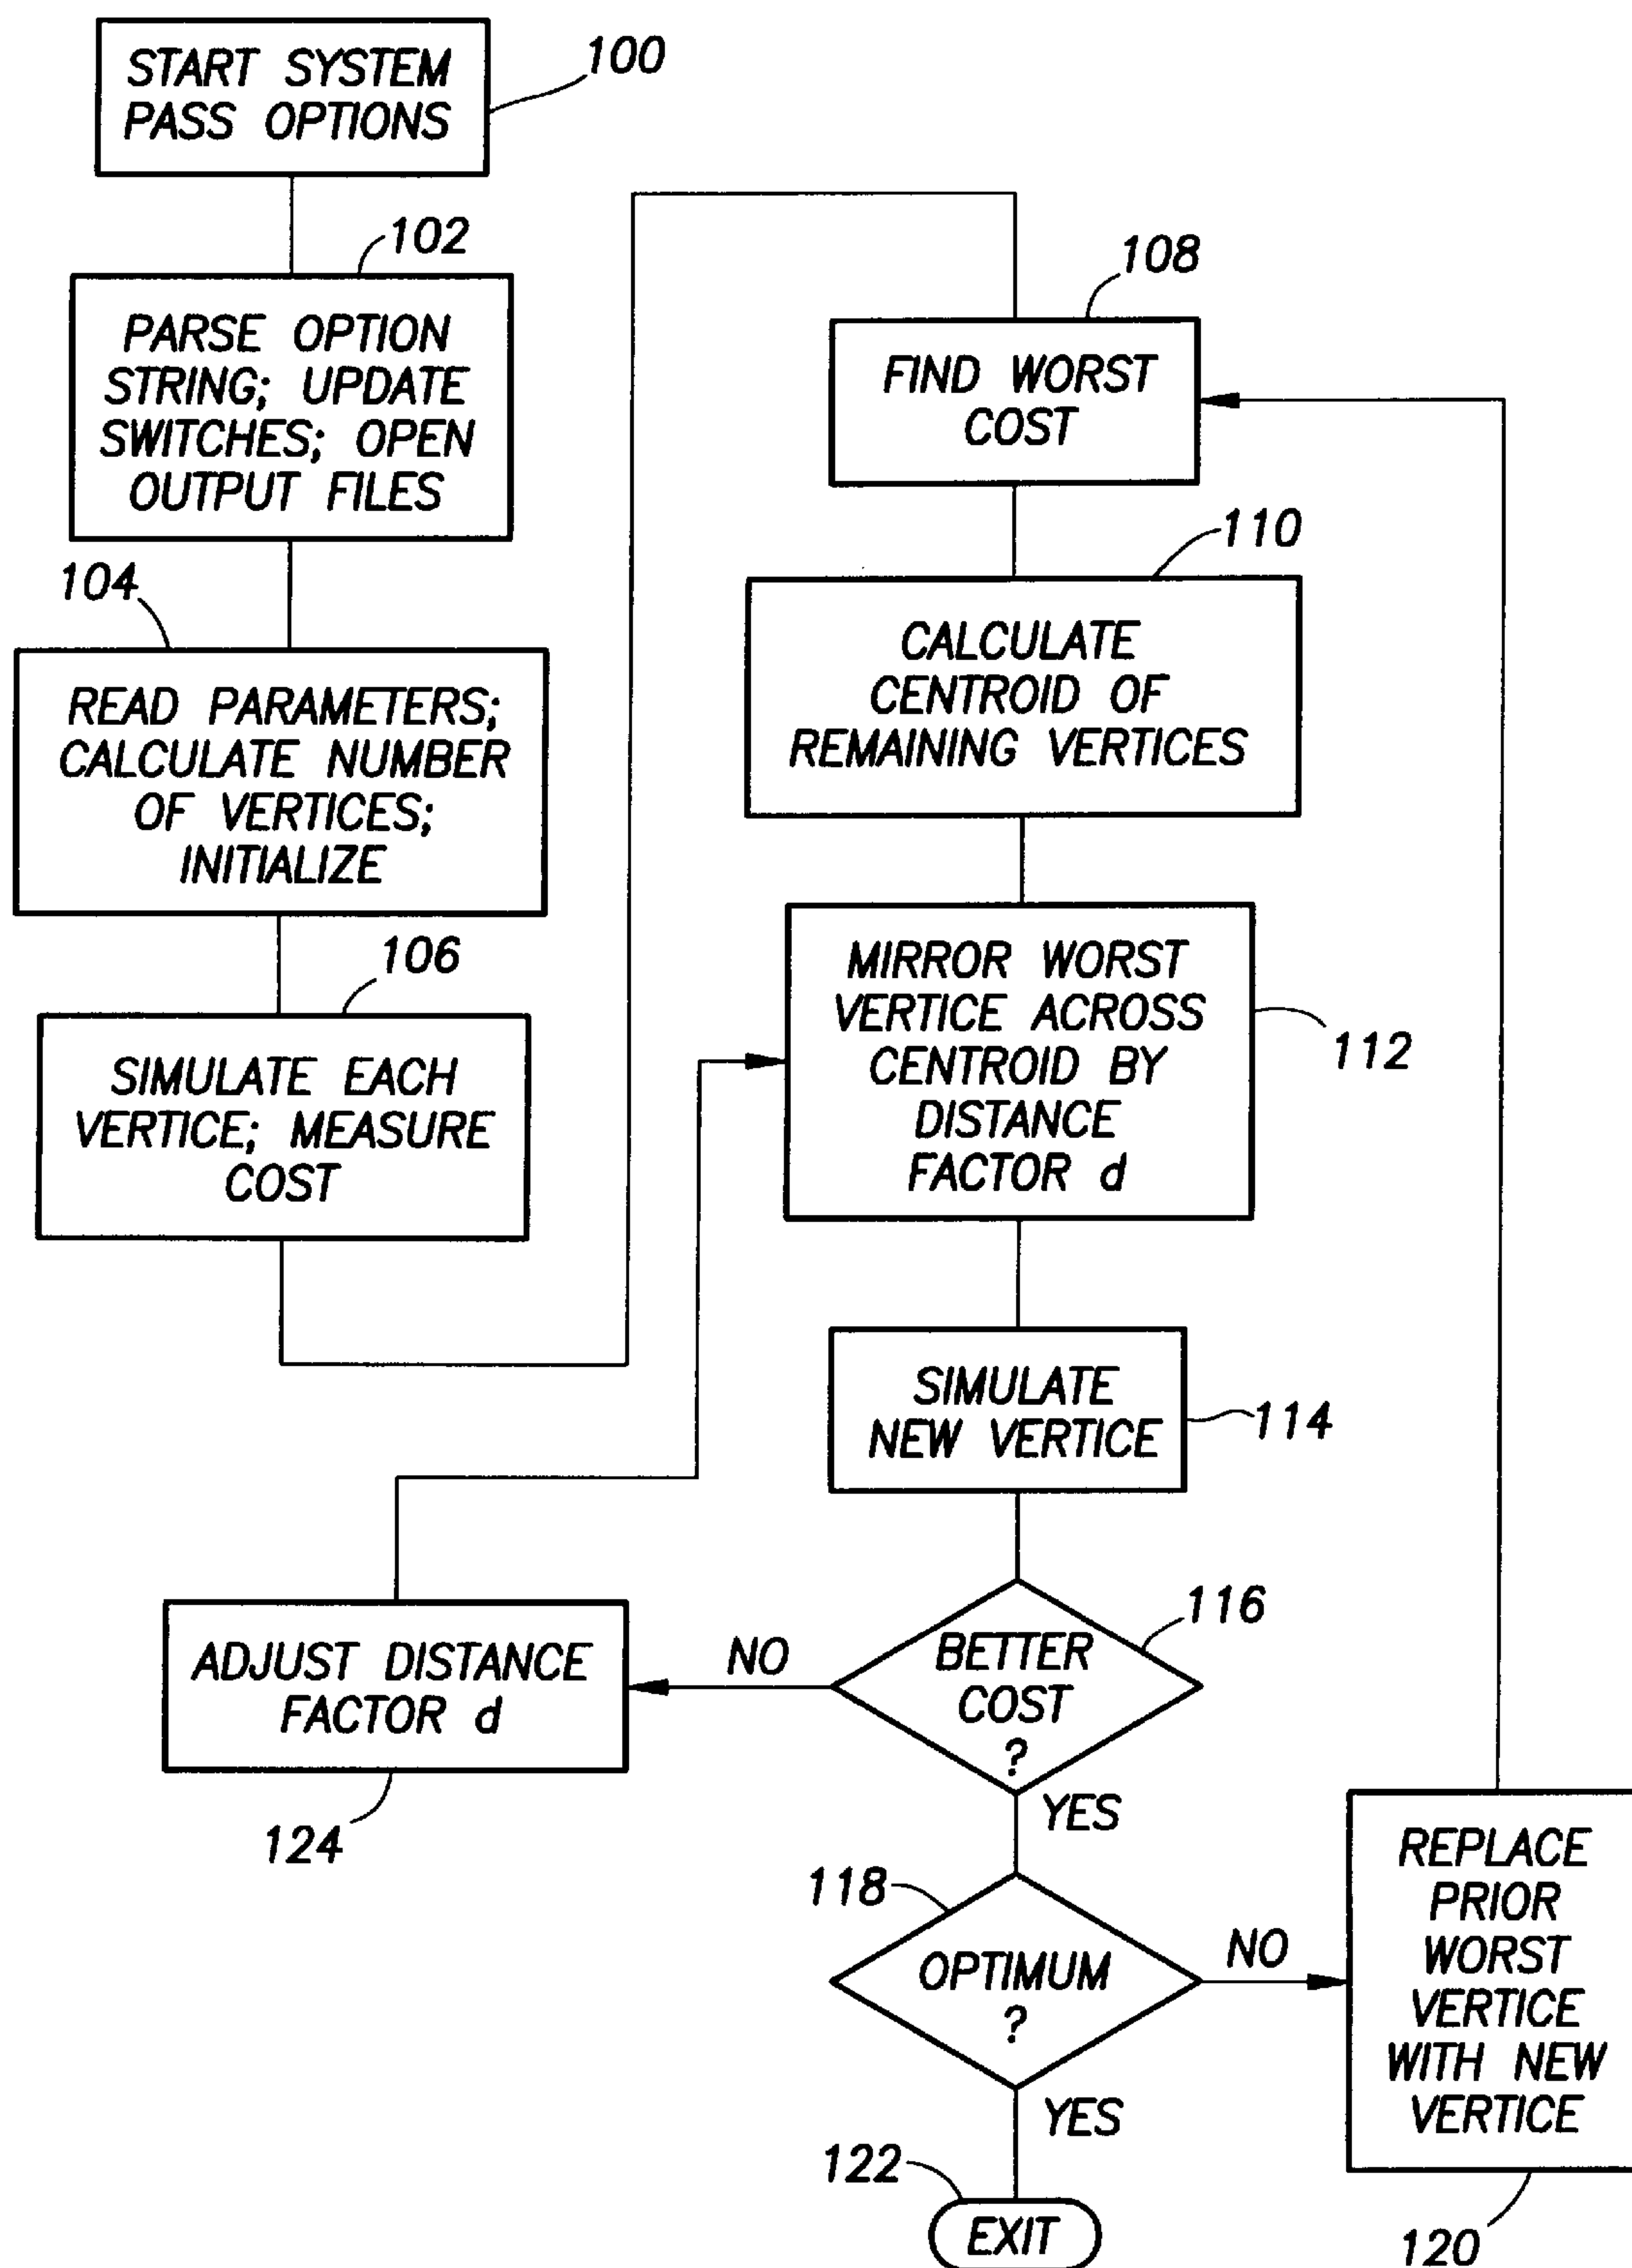 START SYSTEM
PASS OPTIONS
100
102
PARSE OPTION
STRING; UPDATE
SWITCHES; OPEN
OUTPUT FILES
104
READ PARAMETERS;
CALCULATE NUMBER
OF VERTICES;
INITIALIZE
106
SIMULATE EACH
VERTICE; MEASURE
COST
108
FIND WORST
COST
110
CALCULATE
CENTROID OF
REMAINING VERTICES
MIRROR WORST
VERTICE ACROSS
CENTROID BY
DISTANCE
FACTOR d
112
SIMULATE
NEW VERTICE
114
116
BETTER
COST
?
NO
YES
ADJUST DISTANCE
FACTOR d
124
118
OPTIMUM
?
NO
YES
REPLACE
PRIOR
WORST
VERTICE
WITH NEW
VERTICE
120
122
EXIT